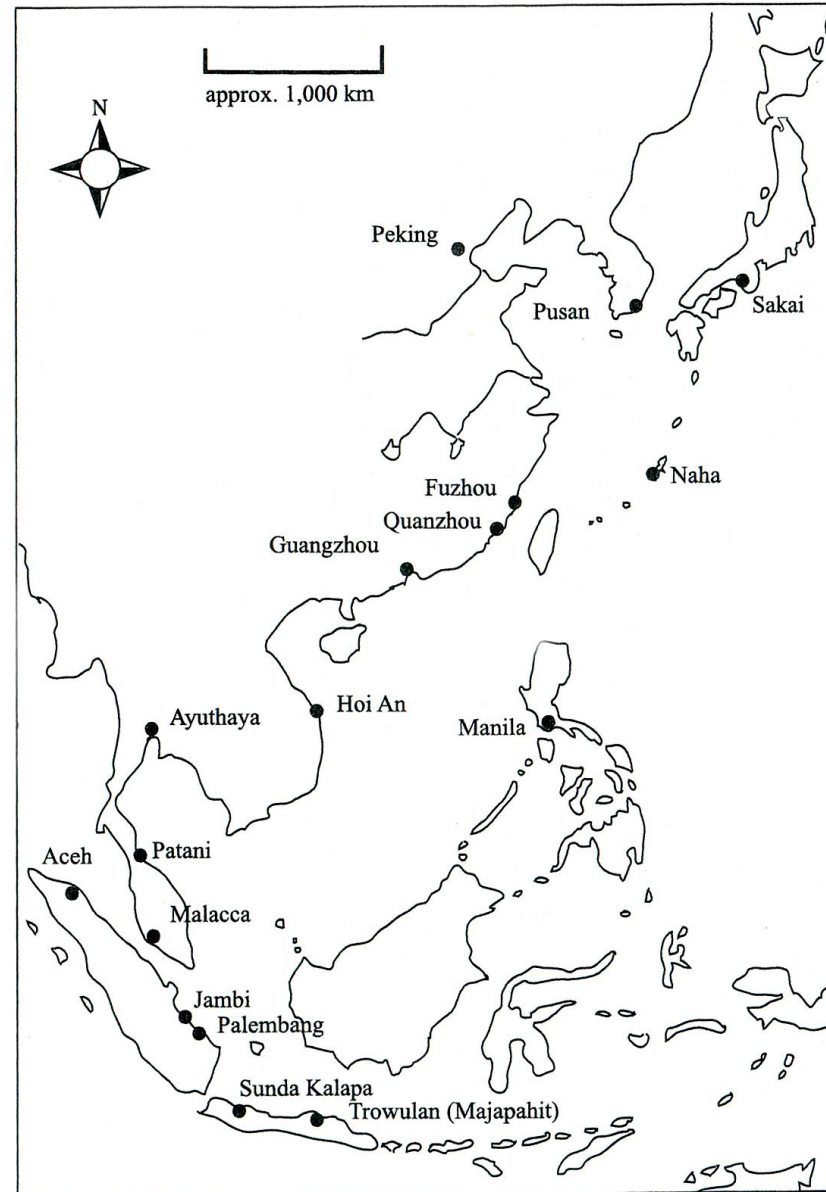 approx. 1,000 km
N
Peking
Pusan
Sakai
Naha
Fuzhou
Quanzhou
Guangzhou
Ayuthaya
Hoi An
Manila
Patani
Aceh
Malacca
Jambi
Palembang
Sunda Kalapa
Trowulan (Majapahit)